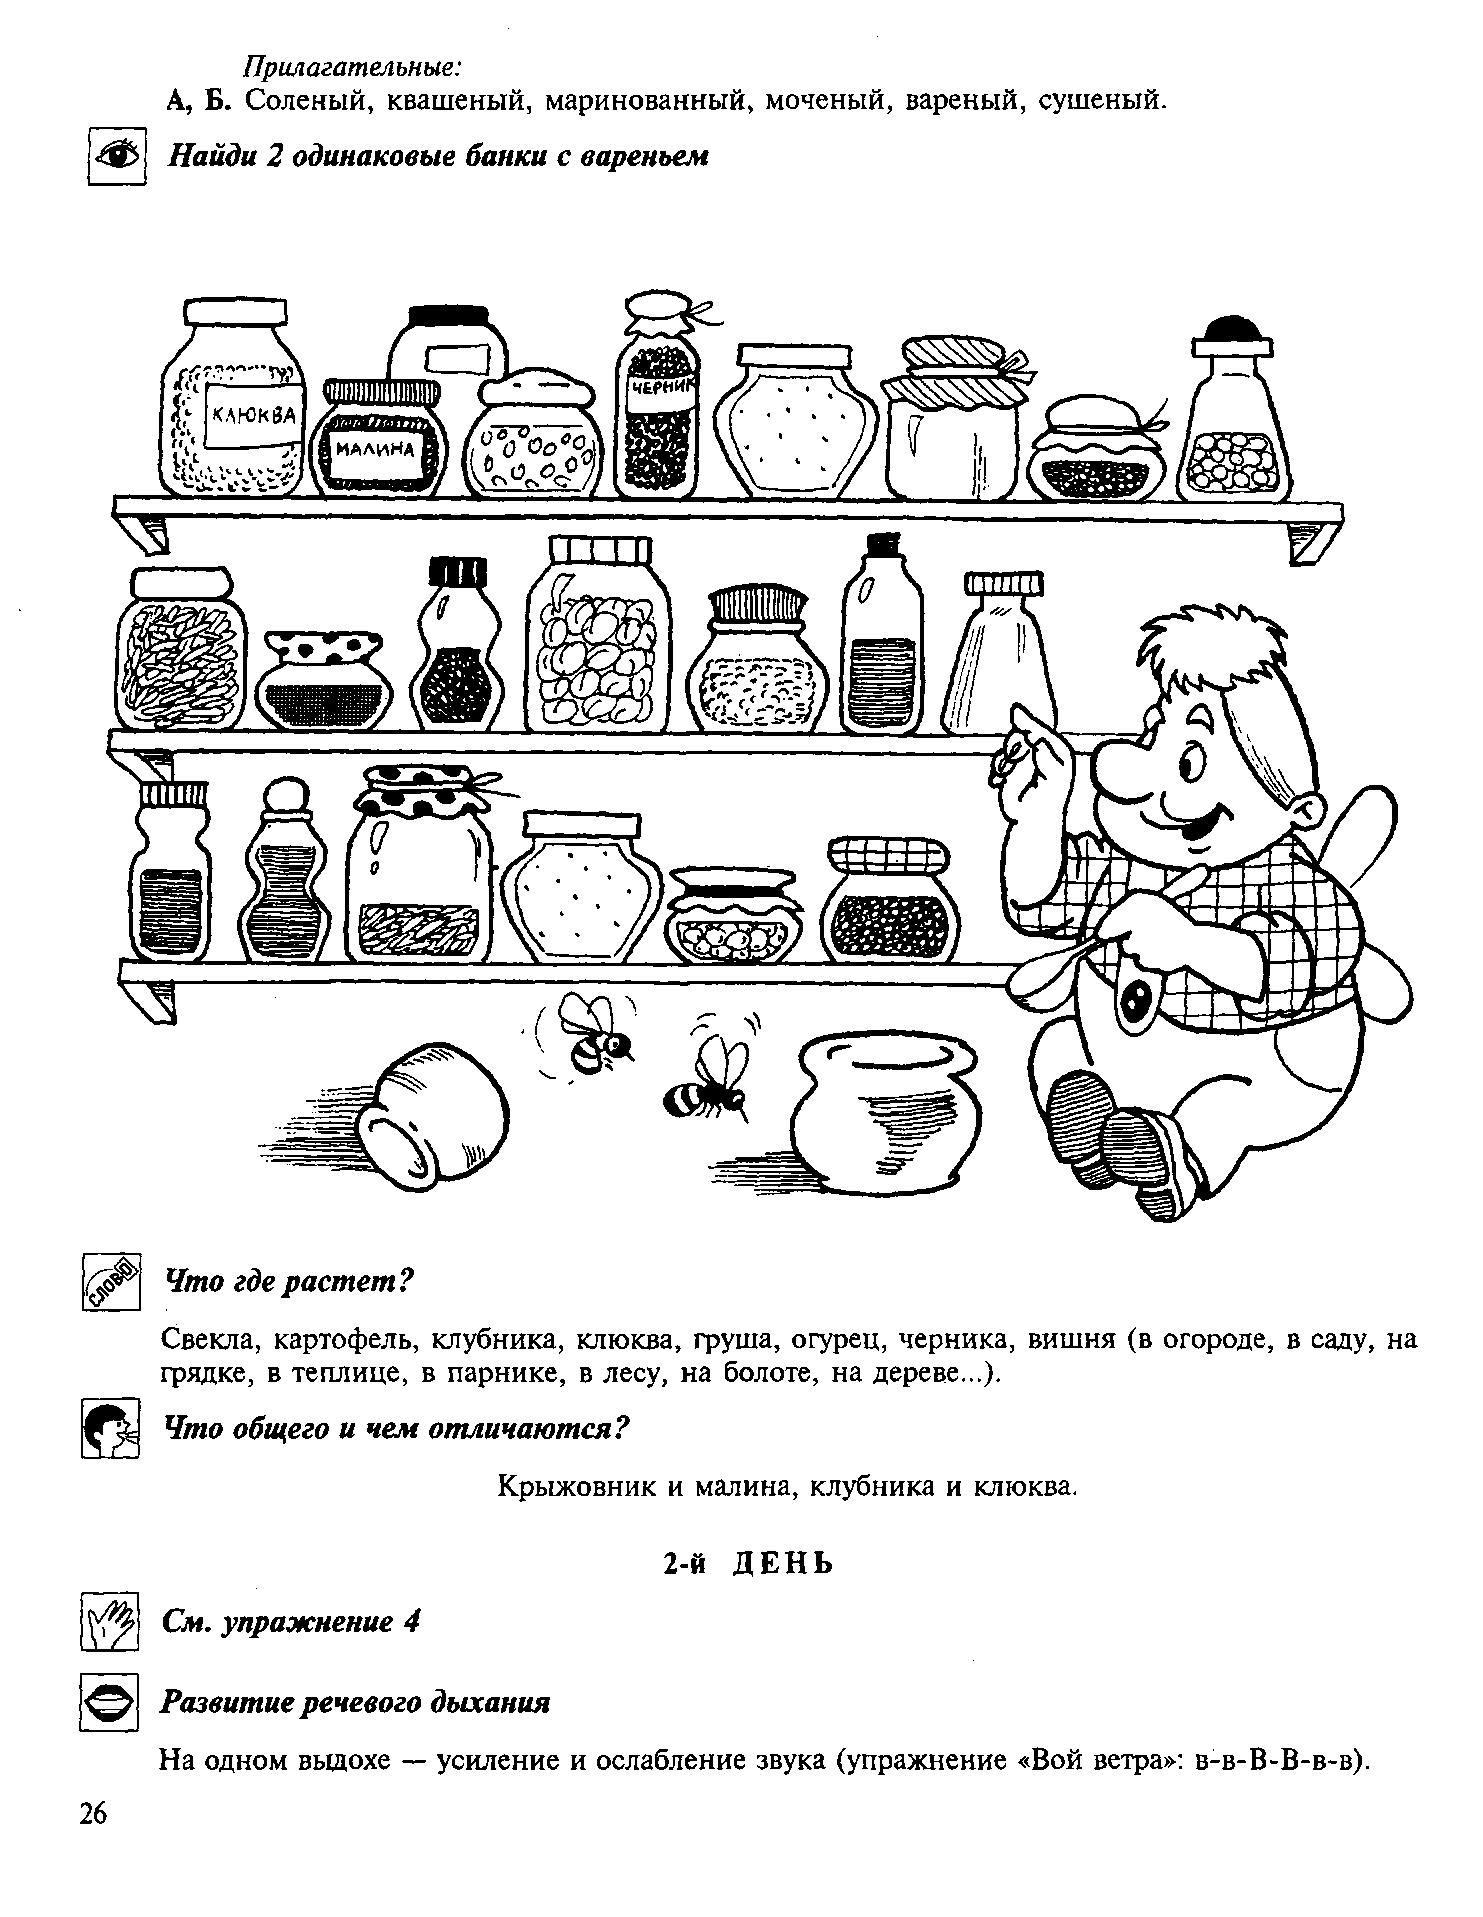 Прилагательные:
А, Б. Соленый, квашеный, маринованный, моченый, вареный, сушеный.
Найди 2 одинаковые банки с вареньем
КЛЮКВА
МАЛИНА
ЧЕРНИК
слово
Что где растет?
Свекла, картофель, клубника, клюква, груша, огурец, черника, вишня (в огороде, в саду, на
грядке, в теплице, в парнике, в лесу, на болоте, на дереве...).
Что общего и чем отличаются?
Крыжовник и малина, клубника и клюква.
2-й ДЕНЬ
См. упражнение 4
Развитие речевого дыхания
На одном выдохе — усиление и ослабление звука (упражнение «Вой ветра»: в-в-В-В-в-в).
26